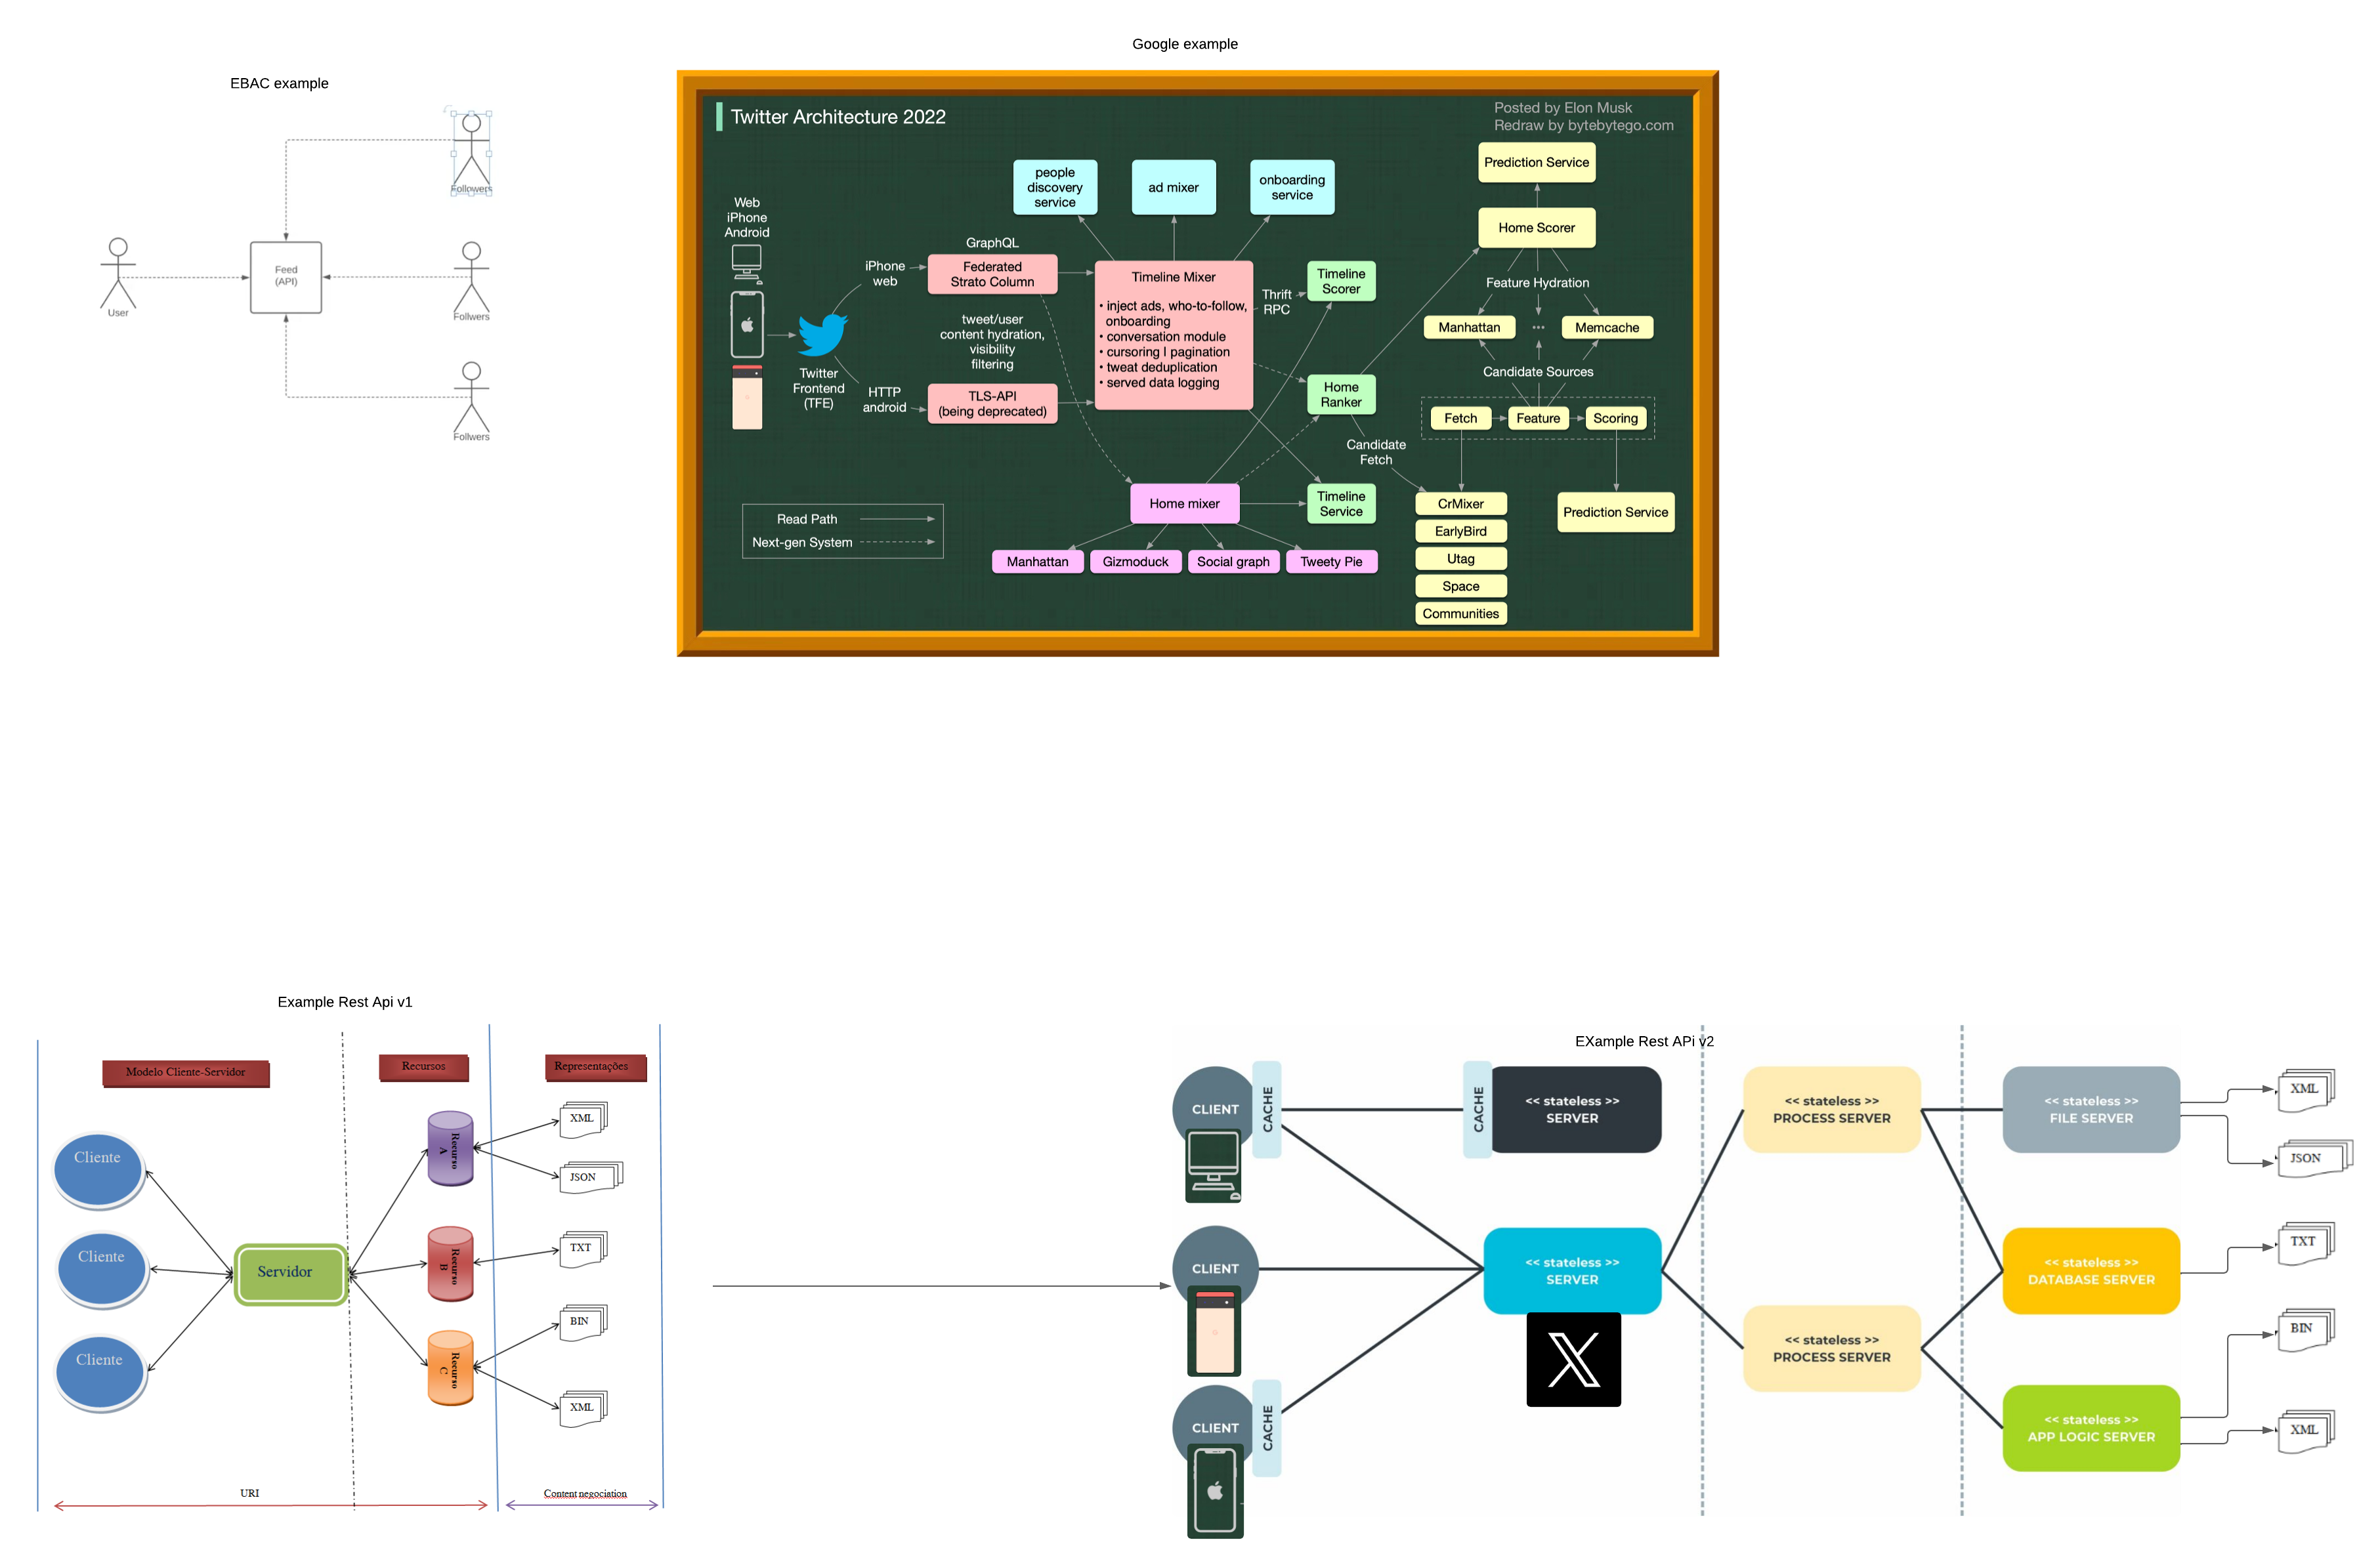 Google example
EBAC example
Followers
User
Feed
(API)
Follwers
Follwers
Twitter Architecture 2022
Posted by Elon Musk
Redraw by bytebytego.com
Web
iPhone
Android
Twitter
Frontend
(TFE)
iPhone
web
HTTP
android
GraphQL
Federated
Strato Column
tweet/user
content hydration,
visibility
filtering
TLS-API
(being deprecated)
people
discovery
service
ad mixer
onboarding
service
Timeline Mixer
• inject ads, who-to-follow,
onboarding
• conversation module
• cursoring I pagination
• tweat deduplication
• served data logging
Thrift
RPC
Timeline
Scorer
Home
Ranker
Candidate
Fetch
Timeline
Service
Home mixer
Manhattan
Gizmoduck
Social graph
Tweety Pie
Read Path
Next-gen System
Prediction Service
Home Scorer
Feature Hydration
Manhattan
...
Memcache
Candidate Sources
Fetch
Feature
Scoring
CrMixer
EarlyBird
Utag
Space
Communities
Prediction Service
Example Rest Api v1
Modelo Cliente-Servidor
Recursos
Representações
Cliente
Cliente
Cliente
Servidor
Recurso
A
Recurso
B
Recurso
C
XML
JSON
TXT
BIN
XML
URI
Content negociation
EXample Rest APi v2
CLIENT
CACHE
CLIENT
CLIENT
CACHE
CACHE
<< stateless >>
SERVER
<< stateless >>
SERVER
<< stateless >>
PROCESS SERVER
<< stateless >>
PROCESS SERVER
<< stateless >>
FILE SERVER
<< stateless >>
DATABASE SERVER
<< stateless >>
APP LOGIC SERVER
XML
JSON
TXT
BIN
XML